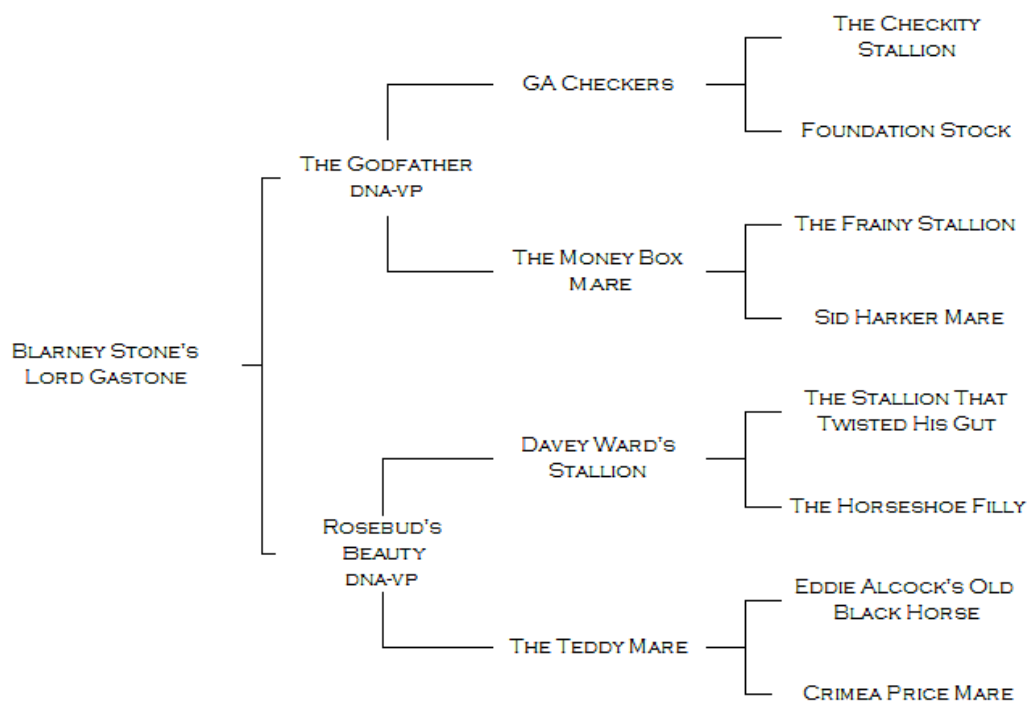 The Checkity
Stallion
GA Checkers
Foundation Stock
The Godfather
DNA-VP
The Frainy Stallion
The Money Box
Mare
Sid Harker Mare
Blarney Stone's
Lord Gastone
The Stallion That
Twisted His Gut
Davey Ward's
Stallion
The Horseshoe Filly
Rosebud's
Beauty
DNA-VP
Eddie Alcock's Old
Black Horse
The Teddy Mare
Crimea Price Mare